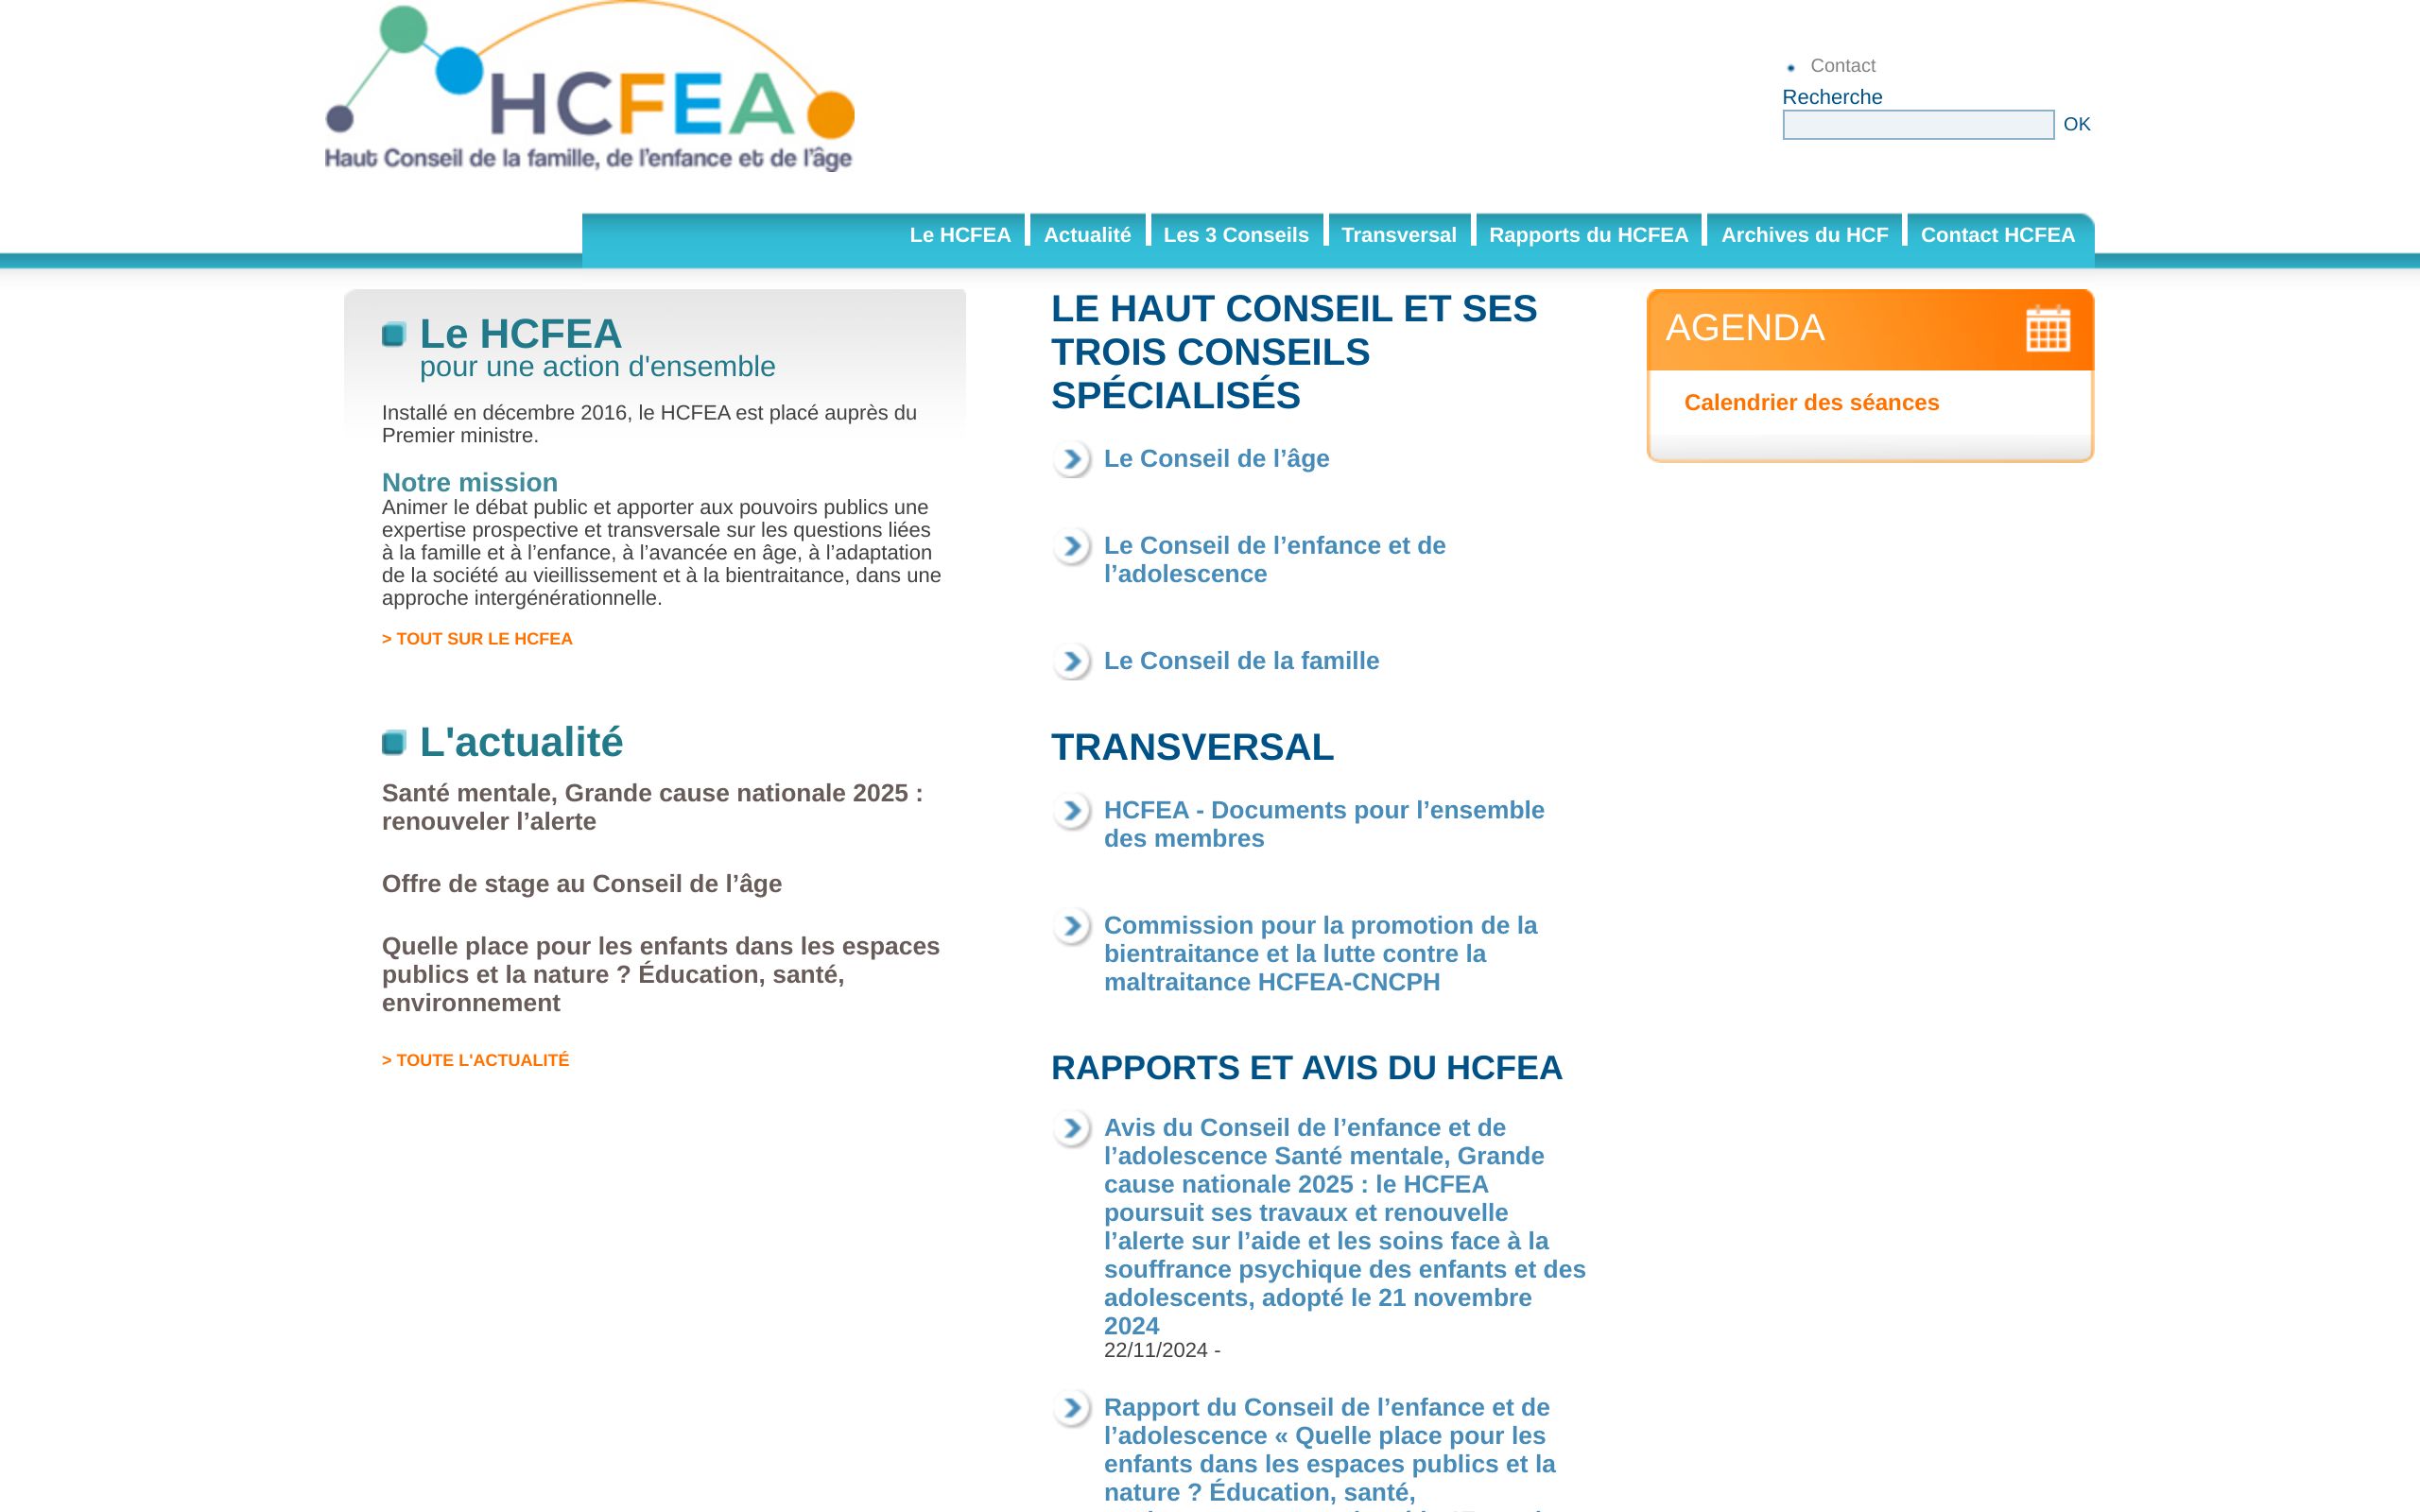 HCFEA
Haut Conseil de la famille, de l’enfance et de l’âge
Contact
Recherche
OK
Le HCFEA
Actualité
Les 3 Conseils
Transversal
Rapports du HCFEA
Archives du HCF
Contact HCFEA
Le HCFEA
pour une action d'ensemble
Installé en décembre 2016, le HCFEA est placé auprès du
Premier ministre.
Notre mission
Animer le débat public et apporter aux pouvoirs publics une
expertise prospective et transversale sur les questions liées
à la famille et à l’enfance, à l’avancée en âge, à l’adaptation
de la société au vieillissement et à la bientraitance, dans une
approche intergénérationnelle.
> TOUT SUR LE HCFEA
L'actualité
Santé mentale, Grande cause nationale 2025 :
renouveler l’alerte
Offre de stage au Conseil de l’âge
Quelle place pour les enfants dans les espaces
publics et la nature ? Éducation, santé,
environnement
> TOUTE L'ACTUALITÉ
LE HAUT CONSEIL ET SES
TROIS CONSEILS
SPÉCIALISÉS
Le Conseil de l’âge
Le Conseil de l’enfance et de
l’adolescence
Le Conseil de la famille
TRANSVERSAL
HCFEA - Documents pour l’ensemble
des membres
Commission pour la promotion de la
bientraitance et la lutte contre la
maltraitance HCFEA-CNCPH
RAPPORTS ET AVIS DU HCFEA
Avis du Conseil de l’enfance et de
l’adolescence Santé mentale, Grande
cause nationale 2025 : le HCFEA
poursuit ses travaux et renouvelle
l’alerte sur l’aide et les soins face à la
souffrance psychique des enfants et des
adolescents, adopté le 21 novembre
2024
22/11/2024 -
Rapport du Conseil de l’enfance et de
l’adolescence « Quelle place pour les
enfants dans les espaces publics et la
nature ? Éducation, santé,
AGENDA
Calendrier des séances